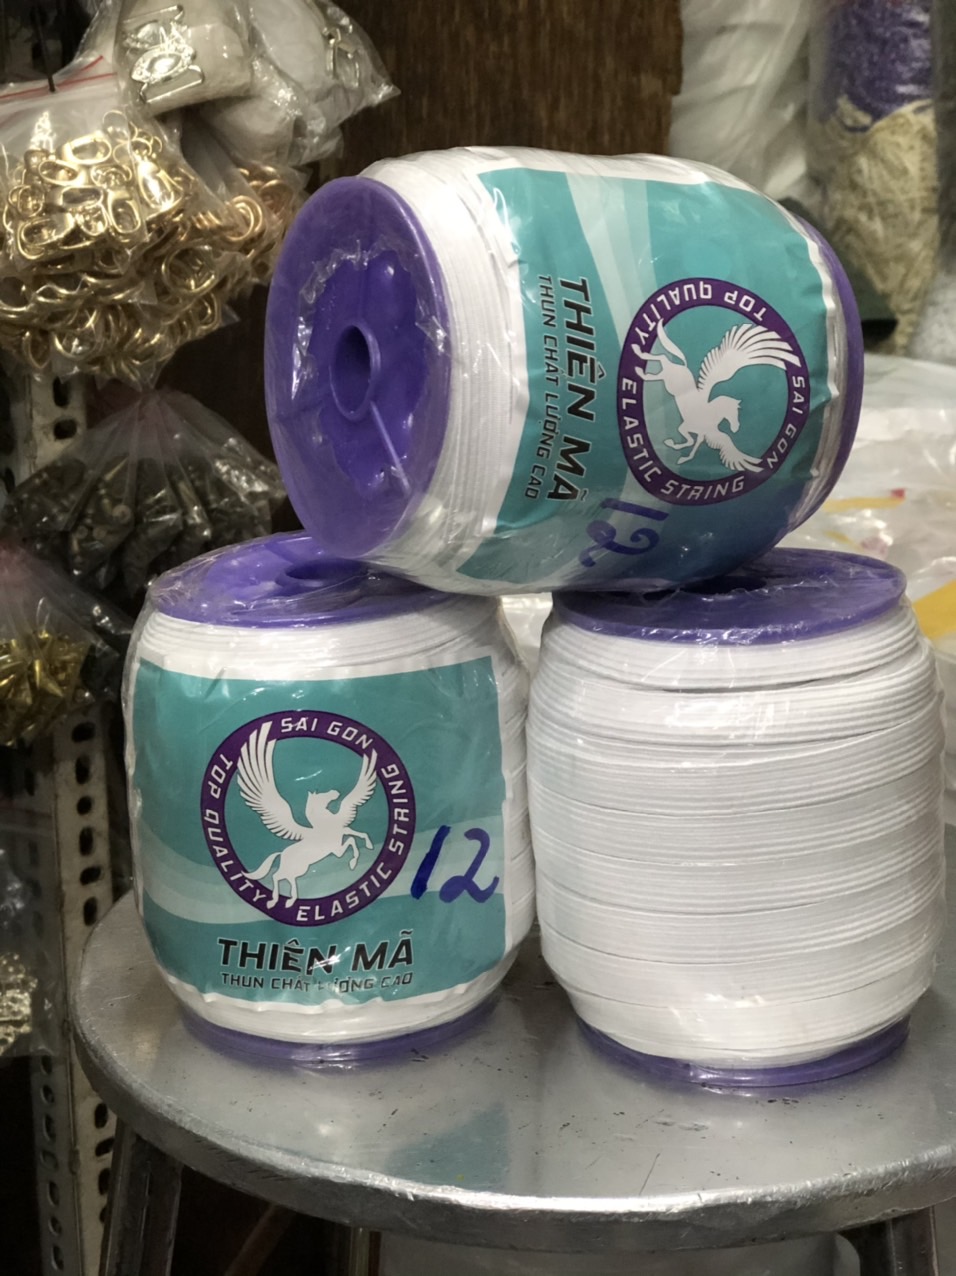 THIÊN MÃ
THUN CHẤT LƯỢNG CAO
TOP QUALITY
SAI GON
ELASTIC STRING
12
SAI GON
TOP QUALITY
ELASTIC STRING
12
THIÊN MÃ
THUN CHẤT LƯỢNG CAO